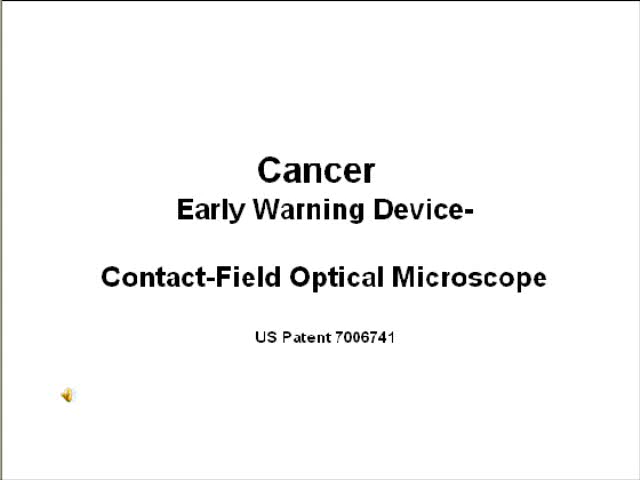 Cancer
Early Warning Device-
Contact-Field Optical Microscope
US Patent 7006741